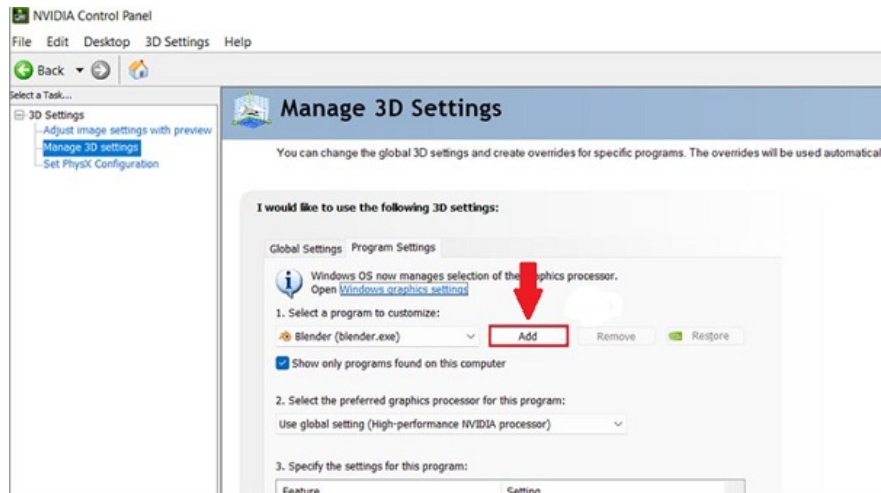 NVIDIA Control Panel
File Edit Desktop 3D Settings Help
Back
Select a Task...
3D Settings
Adjust image settings with preview
Manage 3D settings
Set PhysX Configuration
Manage 3D Settings
You can change the global 3D settings and create overrides for specific programs. The overrides will be used automatical
I would like to use the following 3D settings:
Global Settings Program Settings
Windows OS now manages selection of the graphics processor.
Open Windows graphics settings
1. Select a program to customize:
Blender (blender.exe) Add Remove Restore
Show only programs found on this computer
2. Select the preferred graphics processor for this program:
Use global setting (High-performance NVIDIA processor)
3. Specify the settings for this program:
Feature Setting